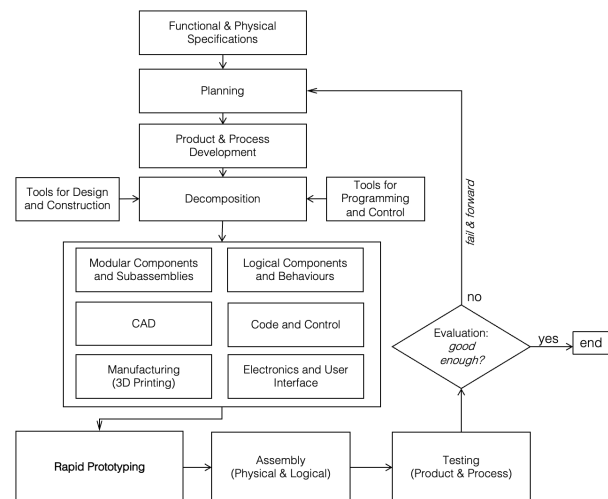 Functional & Physical
Specifications
Planning
Product & Process
Development
Tools for Design
and Construction
Decomposition
Tools for
Programming
and Control
Modular Components
and Subassemblies
Logical Components
and Behaviours
CAD
Code and Control
Manufacturing
(3D Printing)
Electronics and User
Interface
Rapid Prototyping
Assembly
(Physical & Logical)
Testing
(Product & Process)
Evaluation:
good
enough?
no
fail & forward
yes
end